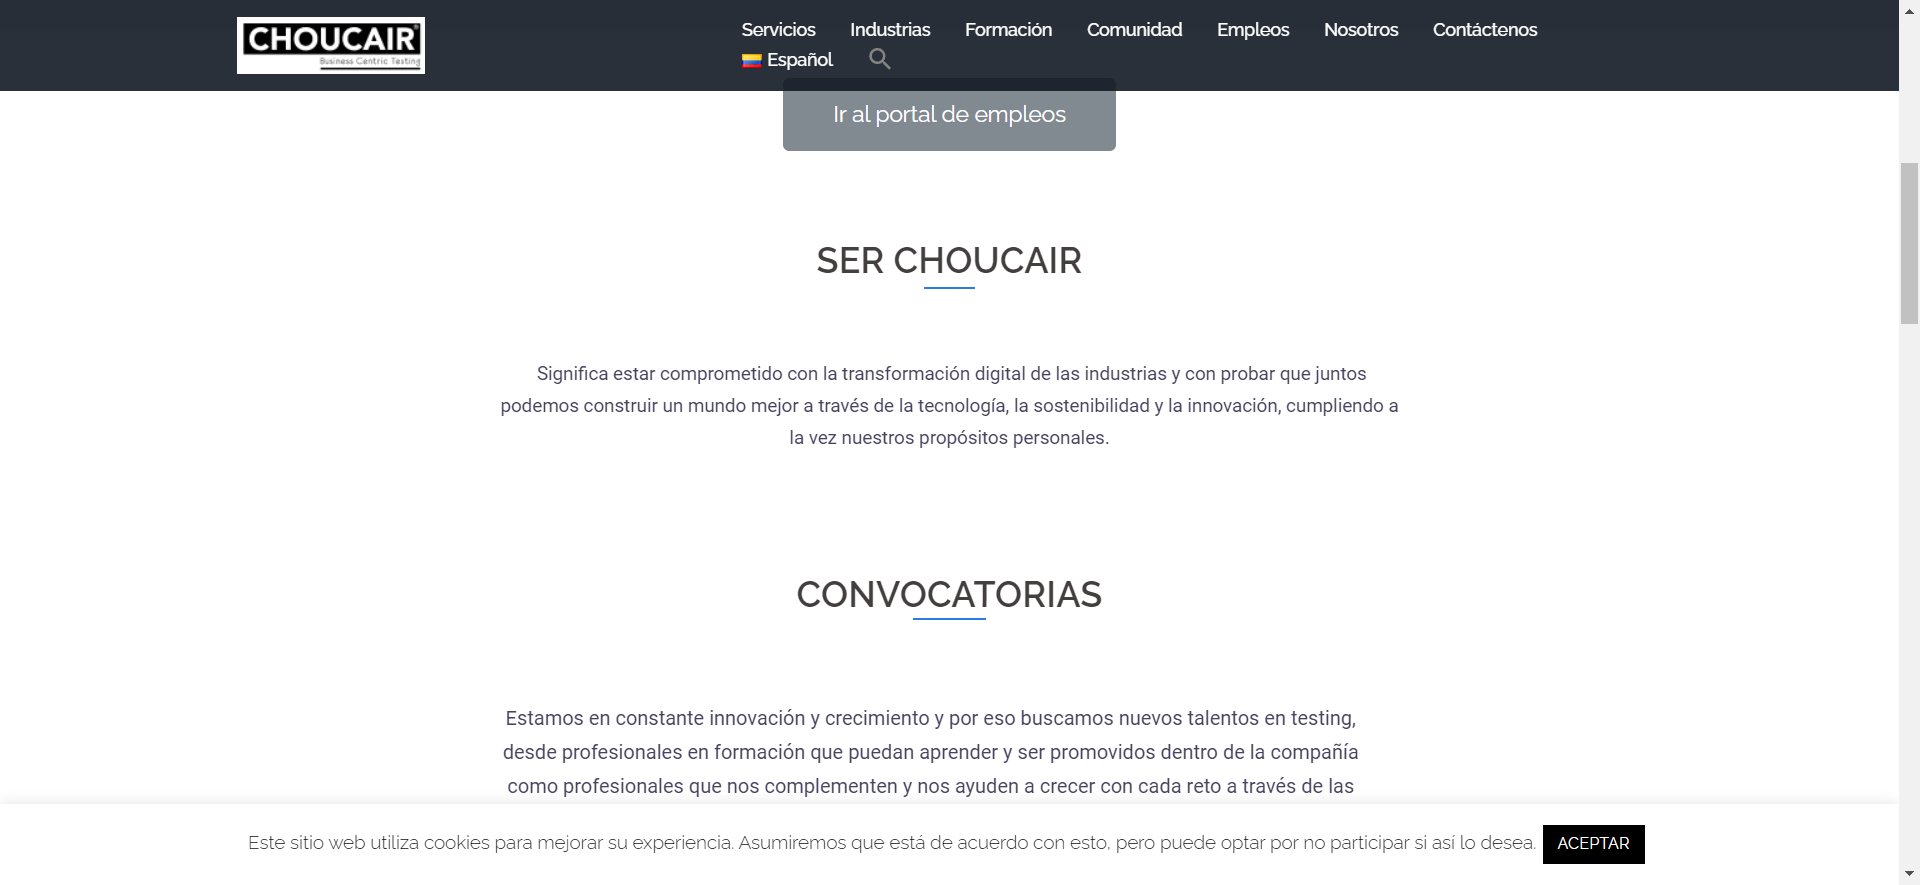 CHOUCAIR®
Business Centric Testing
Servicios Industrias Formación Comunidad Empleos Nosotros Contáctenos
Español
Ir al portal de empleos
SER CHOUCAIR
Significa estar comprometido con la transformación digital de las industrias y con probar que juntos
podemos construir un mundo mejor a través de la tecnología, la sostenibilidad y la innovación, cumpliendo a
la vez nuestros propósitos personales.
CONVOCATORIAS
Estamos en constante innovación y crecimiento y por eso buscamos nuevos talentos en testing,
desde profesionales en formación que puedan aprender y ser promovidos dentro de la compañía
como profesionales que nos complementen y nos ayuden a crecer con cada reto a través de las
Este sitio web utiliza cookies para mejorar su experiencia. Asumiremos que está de acuerdo con esto, pero puede optar por no participar si así lo desea. ACEPTAR